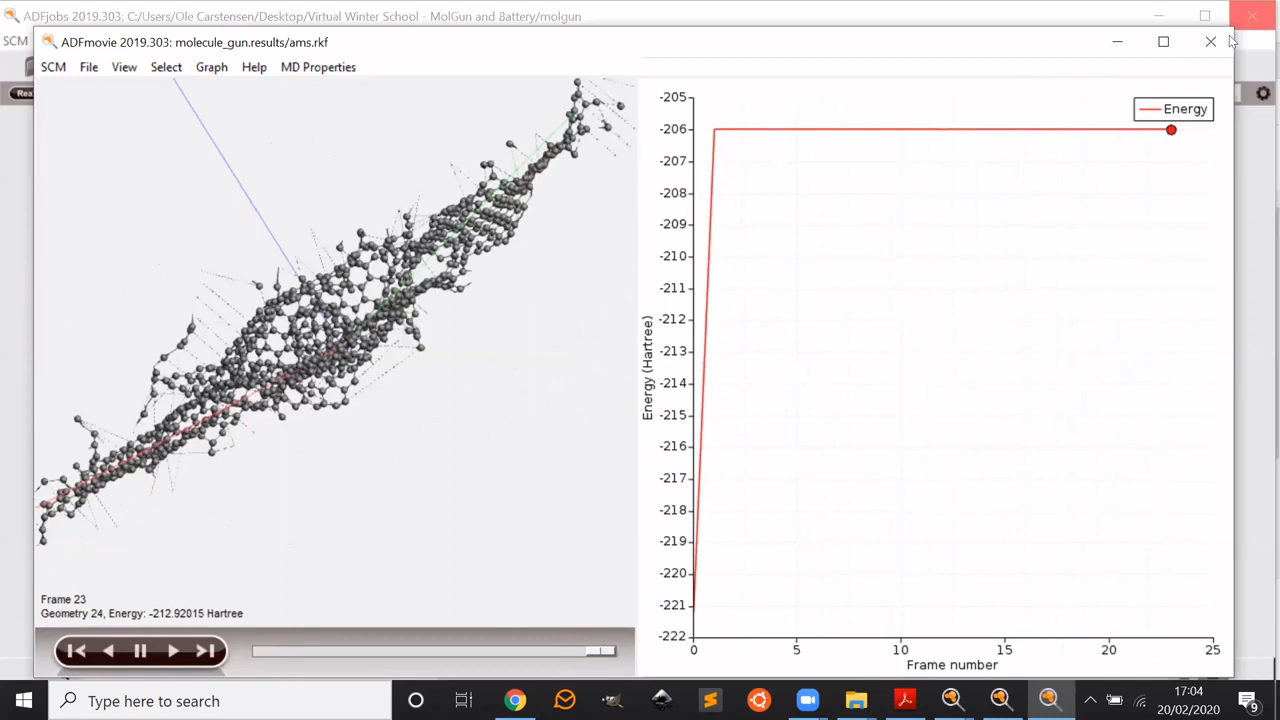 ADFjobs 2019.303: C:/Users/Ole Carstensen/Desktop/Virtual Winter School - MolGun and Battery/molgun
SCM
ADFmovie 2019.303: molecule_gun.results/ams.rkf
SCM File View Select Graph Help MD Properties
Energy
-205
-206
-207
-208
-209
-210
-211
-212
-213
-214
-215
-216
-217
-218
-219
-220
-221
-222
Energy (Hartree)
0 5 10 15 20 25
Frame number
Frame 23
Geometry 24, Energy: -212.92015 Hartree
Type here to search
17:04
20/02/2020
9